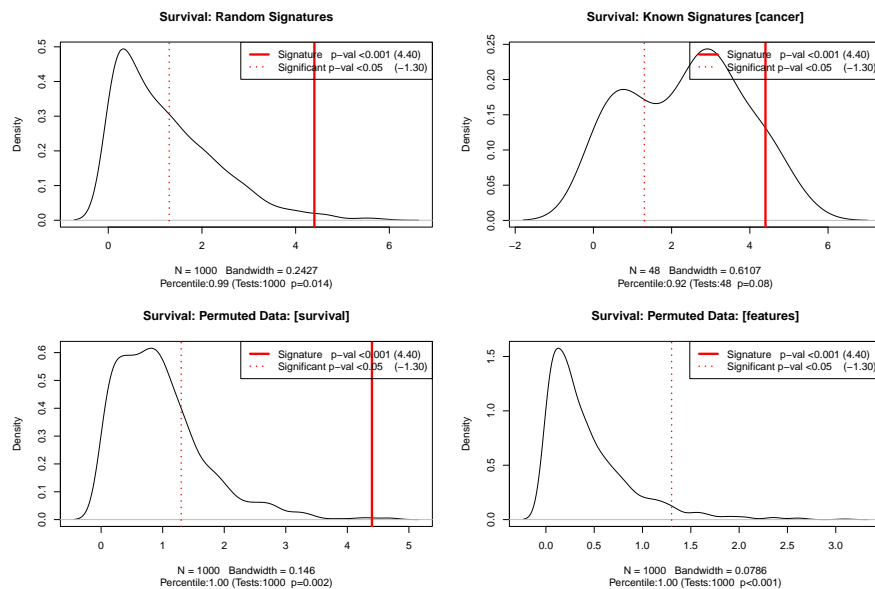 Survival: Random Signatures
Density
0.0
0.1
0.2
0.3
0.4
0.5
Signature p−val <0.001 (4.40)
Significant p−val <0.05 (−1.30)
0
2
4
6
N = 1000 Bandwidth = 0.2427
Percentile:0.99 (Tests:1000 p=0.014)
Survival: Known Signatures [cancer]
Density
0.00
0.05
0.10
0.15
0.20
0.25
Signature p−val <0.001 (4.40)
Significant p−val <0.05 (−1.30)
−2
0
2
4
6
N = 48 Bandwidth = 0.6107
Percentile:0.92 (Tests:48 p=0.08)
Survival: Permuted Data: [survival]
Density
0.0
0.1
0.2
0.3
0.4
0.5
0.6
Signature p−val <0.001 (4.40)
Significant p−val <0.05 (−1.30)
0
1
2
3
4
5
N = 1000 Bandwidth = 0.146
Percentile:1.00 (Tests:1000 p=0.002)
Survival: Permuted Data: [features]
Density
0.0
0.5
1.0
1.5
Signature p−val <0.001 (4.40)
Significant p−val <0.05 (−1.30)
0.0
0.5
1.0
1.5
2.0
2.5
3.0
N = 1000 Bandwidth = 0.0786
Percentile:1.00 (Tests:1000 p<0.001)